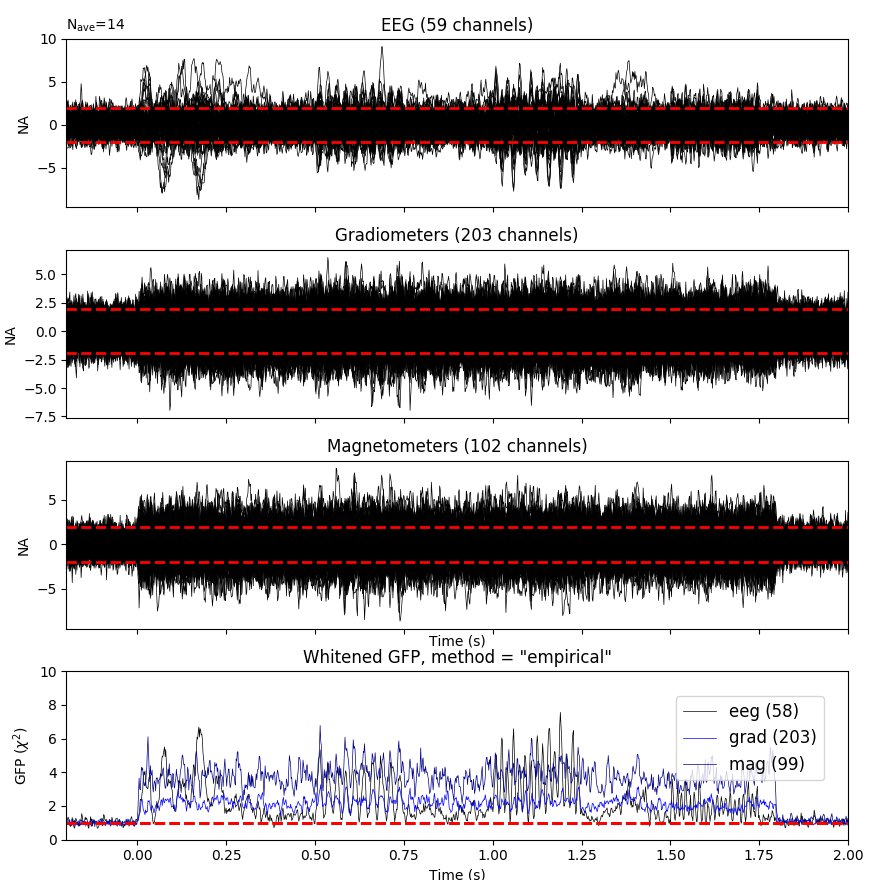 N_ave=14
EEG (59 channels)
10
5
0
−5
NA
Gradiometers (203 channels)
5.0
2.5
0.0
−2.5
−5.0
−7.5
NA
Magnetometers (102 channels)
5
0
−5
NA
Time (s)
Whitened GFP, method = "empirical"
10
8
6
4
2
0
GFP (χ²)
eeg (58)
grad (203)
mag (99)
0.00 0.25 0.50 0.75 1.00 1.25 1.50 1.75 2.00
Time (s)